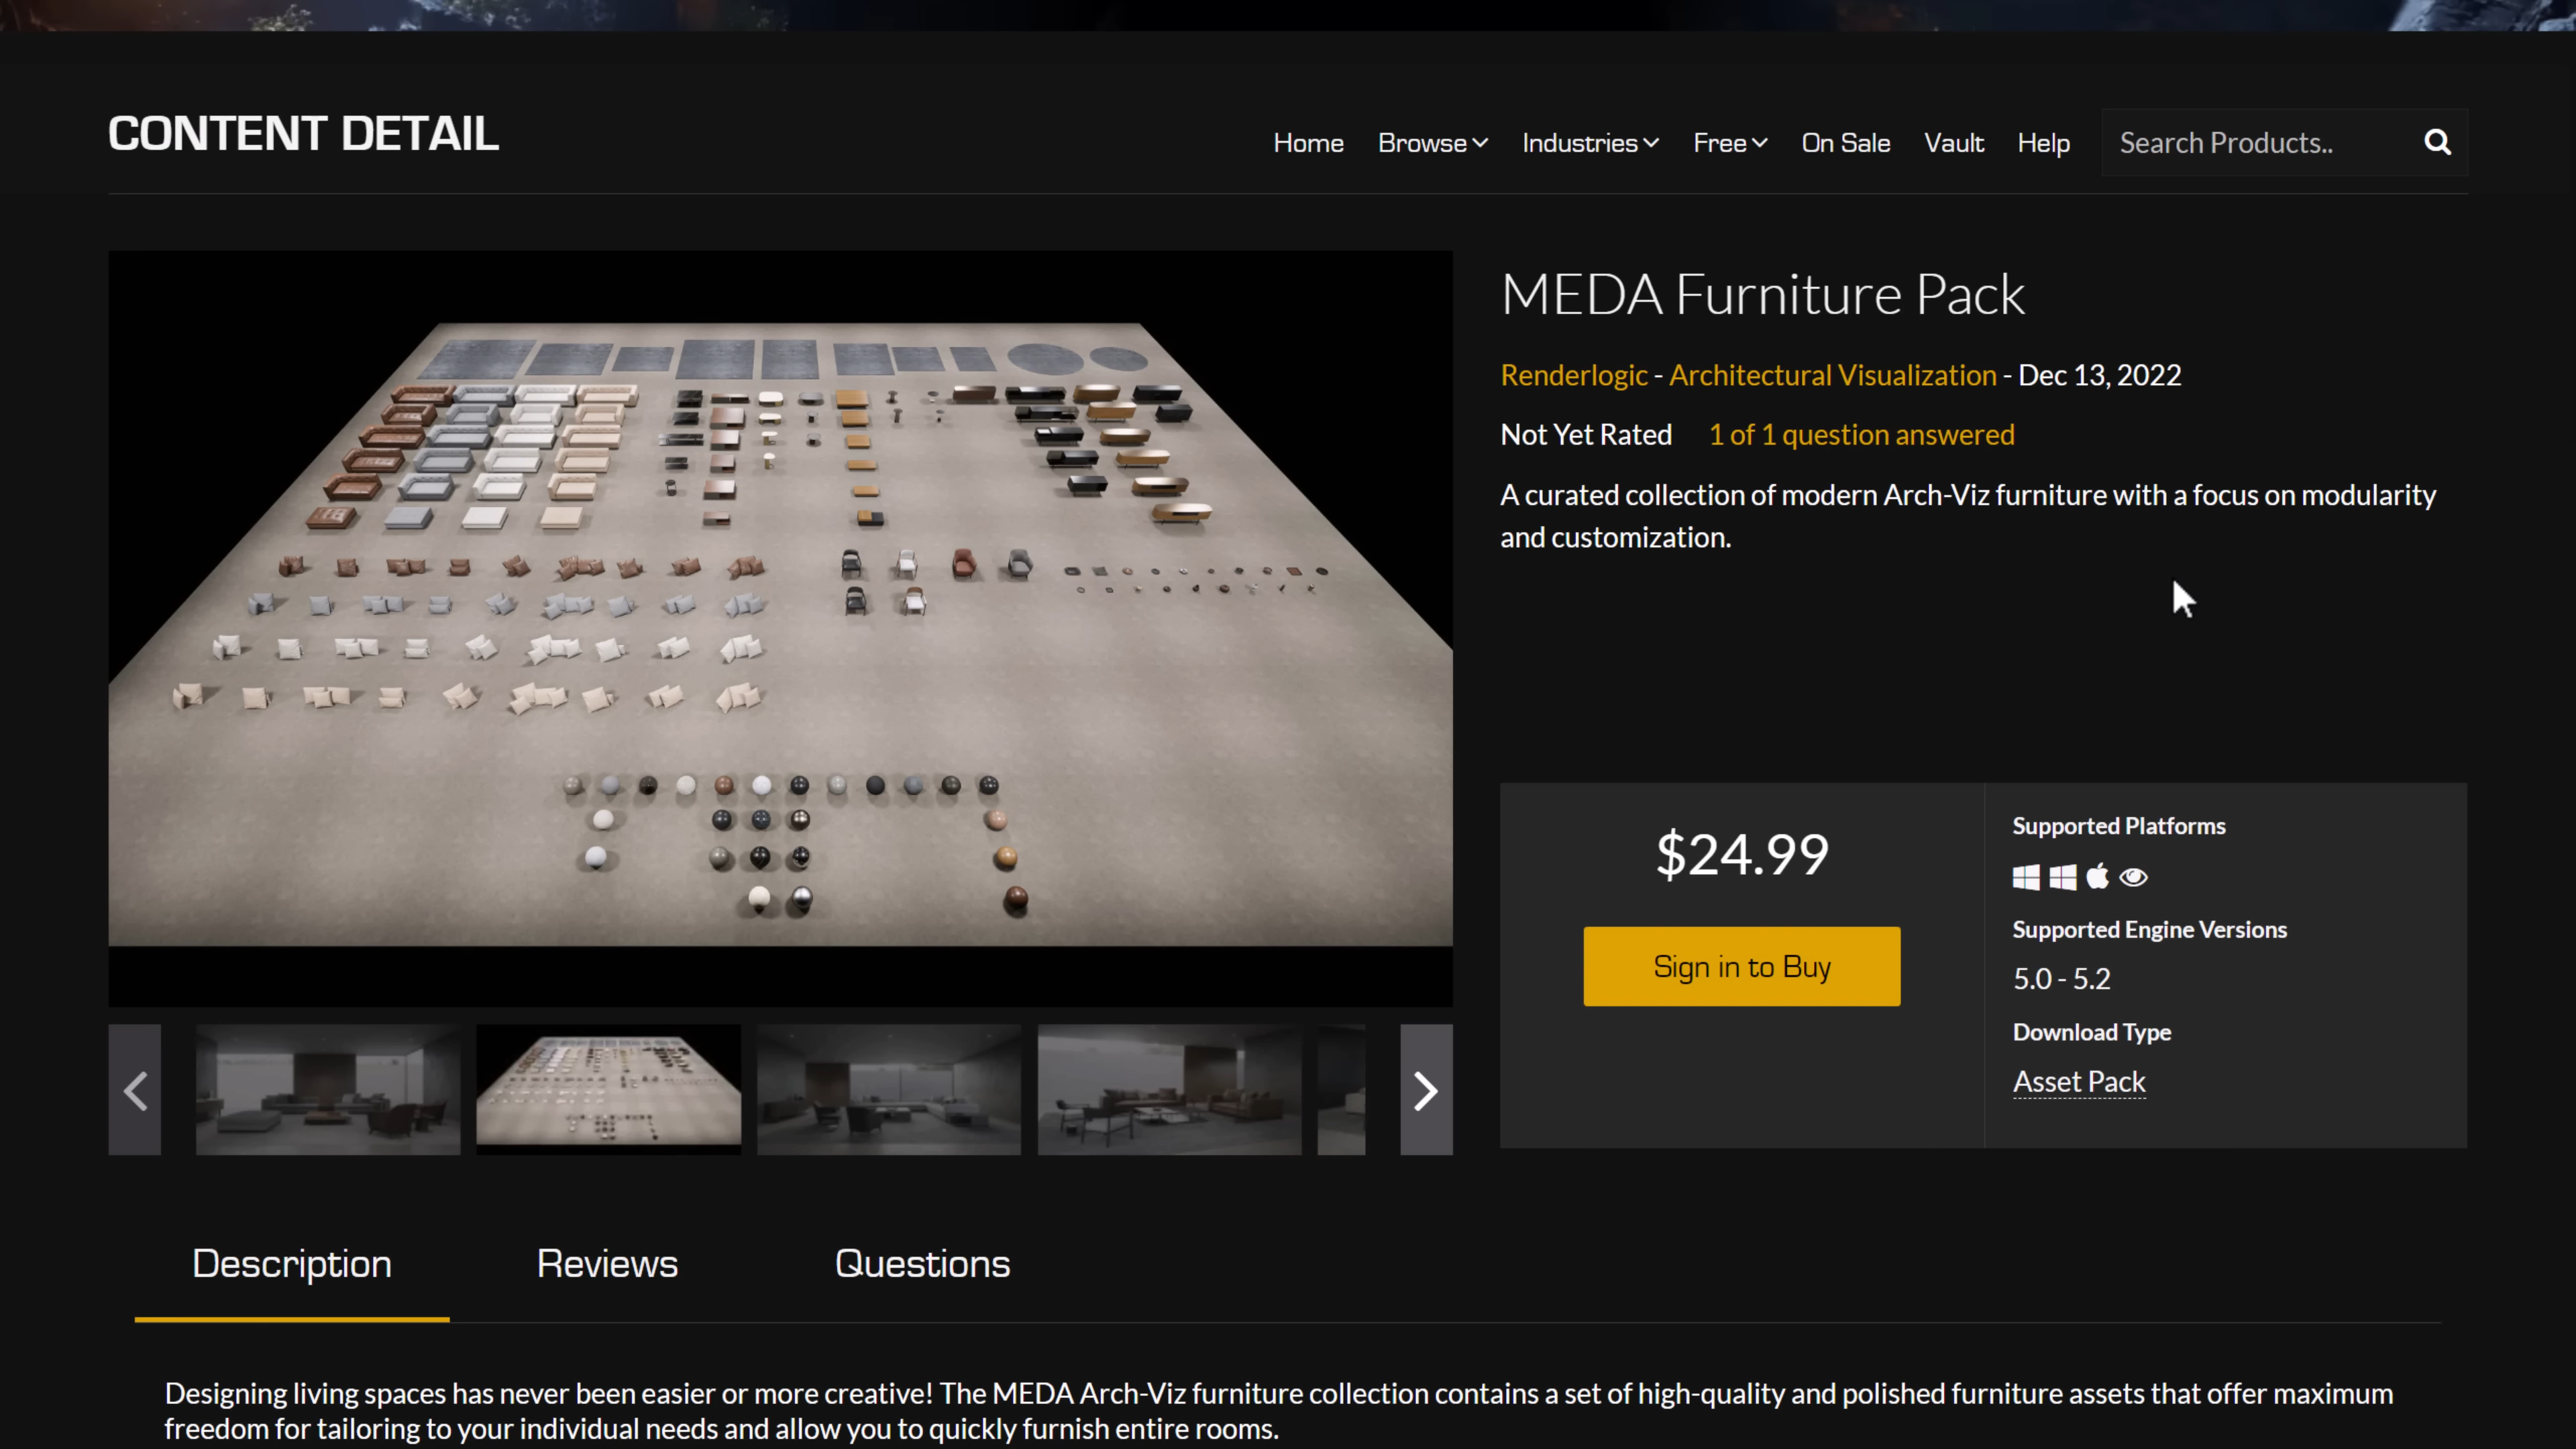 CONTENT DETAIL
Home Browse Industries Free On Sale Vault Help Search Products..
MEDA Furniture Pack
Renderlogic - Architectural Visualization - Dec 13, 2022
Not Yet Rated 1 of 1 question answered
A curated collection of modern Arch-Viz furniture with a focus on modularity
and customization.
$24.99
Sign in to Buy
Supported Platforms
Supported Engine Versions
5.0 - 5.2
Download Type
Asset Pack
Description Reviews Questions
Designing living spaces has never been easier or more creative! The MEDA Arch-Viz furniture collection contains a set of high-quality and polished furniture assets that offer maximum
freedom for tailoring to your individual needs and allow you to quickly furnish entire rooms.